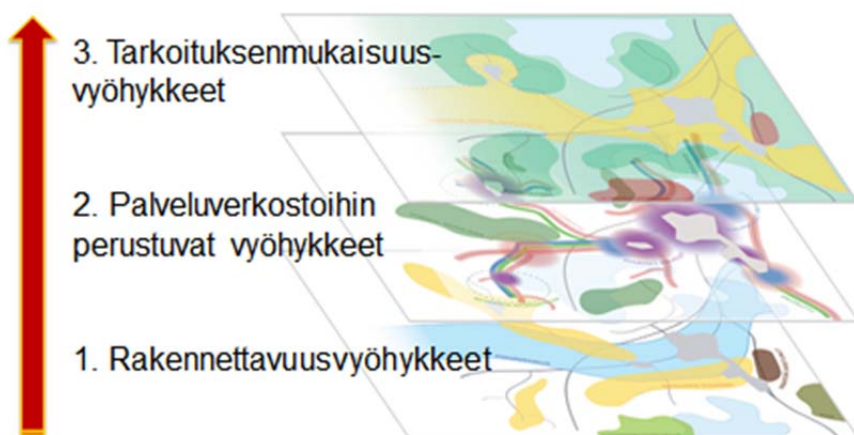 3. Tarkoituksenmukaisuus-
vyöhykkeet
2. Palveluverkostoihin
perustuvat vyöhykkeet
1. Rakennettavuusvyöhykkeet